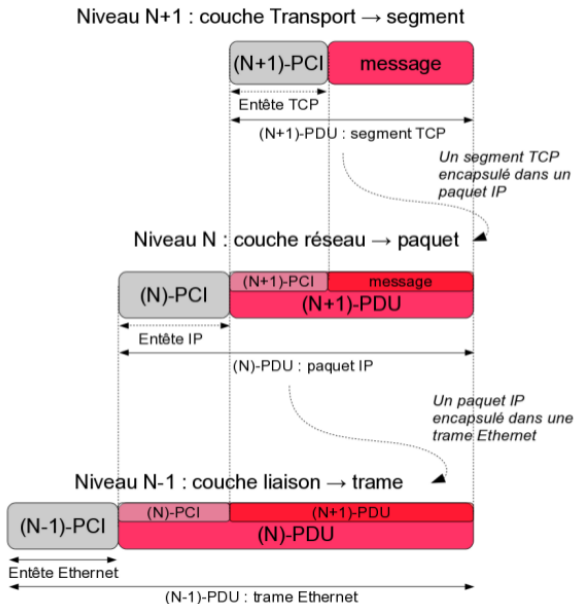 Niveau N+1 : couche Transport → segment
(N+1)-PCI message
Entête TCP
(N+1)-PDU : segment TCP
Un segment TCP
encapsulé dans un
paquet IP
Niveau N : couche réseau → paquet
(N)-PCI
(N+1)-PCI message
(N+1)-PDU
Entête IP
(N)-PDU : paquet IP
Un paquet IP
encapsulé dans une
trame Ethernet
Niveau N-1 : couche liaison → trame
(N-1)-PCI
(N)-PCI (N+1)-PDU
(N)-PDU
Entête Ethernet
(N-1)-PDU : trame Ethernet